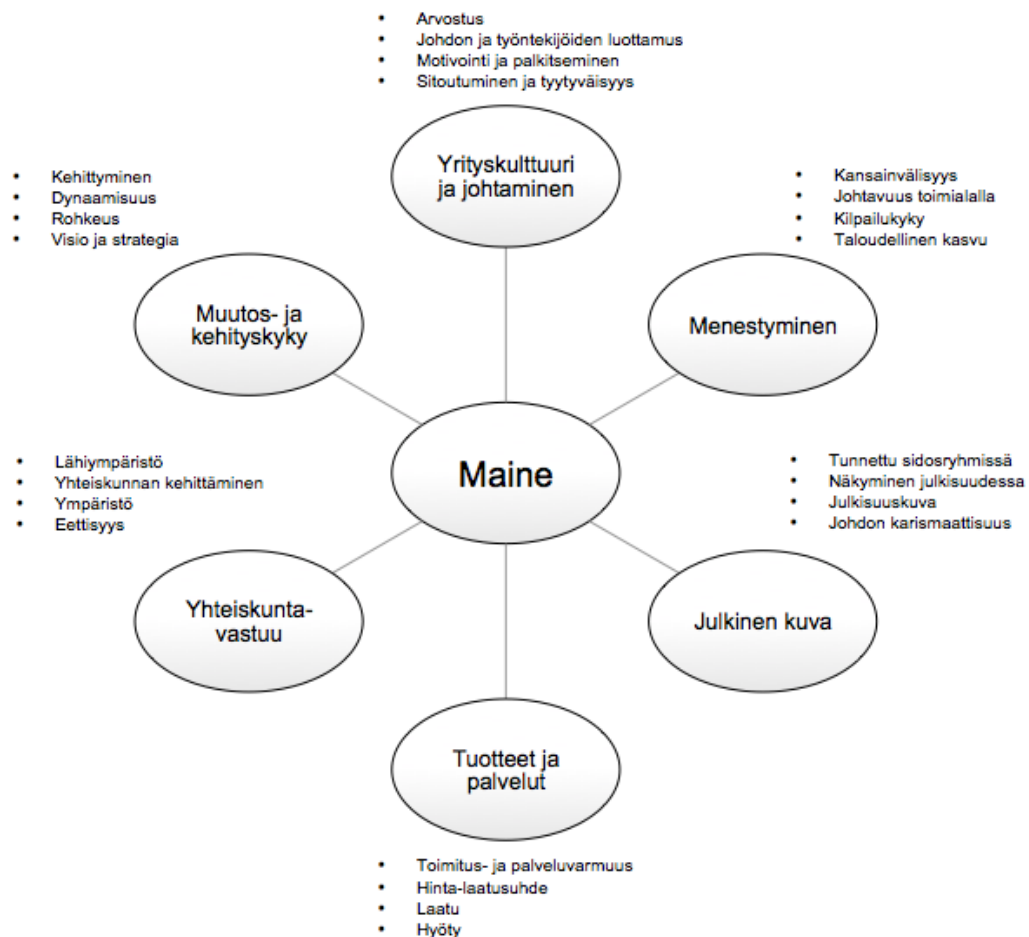 • Arvostus
• Johdon ja työntekijöiden luottamus
• Motivointi ja palkitseminen
• Sitoutuminen ja tyytyväisyys
Yrityskulttuuri
ja johtaminen
• Kehittyminen
• Dynaamisuus
• Rohkeus
• Visio ja strategia
• Kansainvälisyys
• Johtavuus toimialalla
• Kilpailukyky
• Taloudellinen kasvu
Muutos- ja
kehityskyky
Menestyminen
Maine
• Lähiympäristö
• Yhteiskunnan kehittäminen
• Ympäristö
• Eettisyys
• Tunnettu sidosryhmissä
• Näkyminen julkisuudessa
• Julkisuuskuva
• Johdon karismaattisuus
Yhteiskunta-
vastuu
Julkinen kuva
Tuotteet ja
palvelut
• Toimitus- ja palveluvarmuus
• Hinta-laatusuhde
• Laatu
• Hyöty